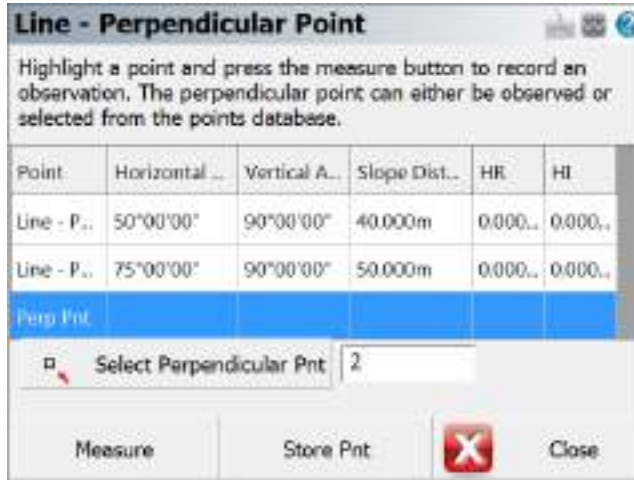 Line - Perpendicular Point
Highlight a point and press the measure button to record an
observation. The perpendicular point can either be observed or
selected from the points database.
Point Horizontal ... Vertical A... Slope Dist... HR HI
Line - P... 50°00'00" 90°00'00" 40.000m 0.000... 0.000...
Line - P... 75°00'00" 90°00'00" 50.000m 0.000... 0.000...
Perp Pnt
Select Perpendicular Pnt 2
Measure Store Pnt Close